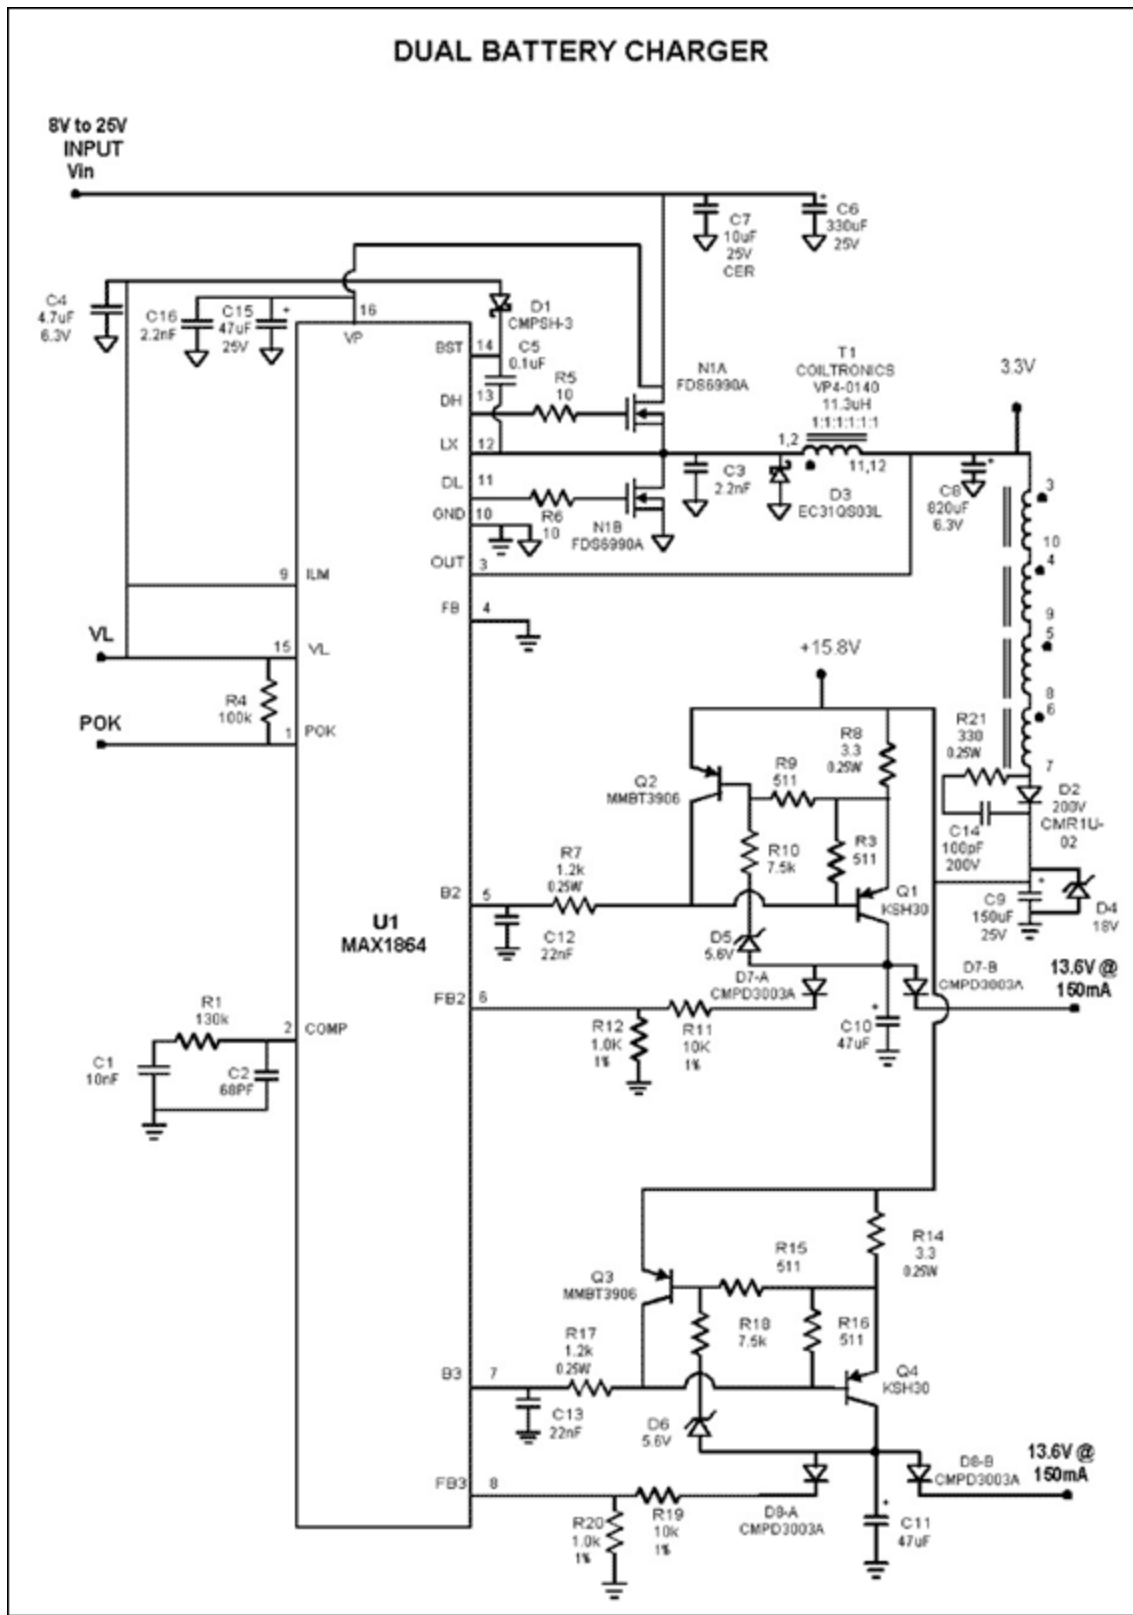 DUAL BATTERY CHARGER
8V to 25V
INPUT
Vin
C7
10uF
25V
CER
C6
330uF
25V
C4
4.7uF
6.3V
C16
2.2nF
C15
47uF
25V
16
VP
D1
CMPSH-3
C5
0.1uF
BST
14
DH
13
R5
10
N1A
FDS6990A
T1
COILTRONICS
VP4-0140
11.3uH
1:1:1:1:1:1
3.3V
LX
12
1,2
11,12
C3
2.2nF
D3
EC31QS03L
C8
820uF
6.3V
DL
11
R6
10
N1B
FDS6990A
GND
10
OUT
3
FB
4
3
10
4
9
5
8
6
7
9
ILM
VL
15
VL
R4
100k
POK
1
POK
+15.8V
R8
3.3
0.25W
R21
330
0.25W
Q2
MMBT3906
R9
511
D2
200V
CMR1U-
02
C14
100pF
200V
R10
7.5k
R3
511
R7
1.2k
0.25W
B2
5
Q1
KSH30
C9
150uF
25V
D4
18V
U1
MAX1864
C12
22nF
D5
5.6V
D7-A
CMPD3003A
D7-B
CMPD3003A
13.6V @
150mA
FB2
6
R12
1.0K
1%
R11
10K
1%
C10
47uF
R1
130k
2
COMP
C1
10nF
C2
68PF
R14
3.3
0.25W
R15
511
Q3
MMBT3906
R18
7.5k
R16
511
R17
1.2k
0.25W
B3
7
Q4
KSH30
C13
22nF
D6
5.6V
D8-B
CMPD3003A
13.6V @
150mA
FB3
8
R20
1.0k
1%
R19
10k
1%
D8-A
CMPD3003A
C11
47uF